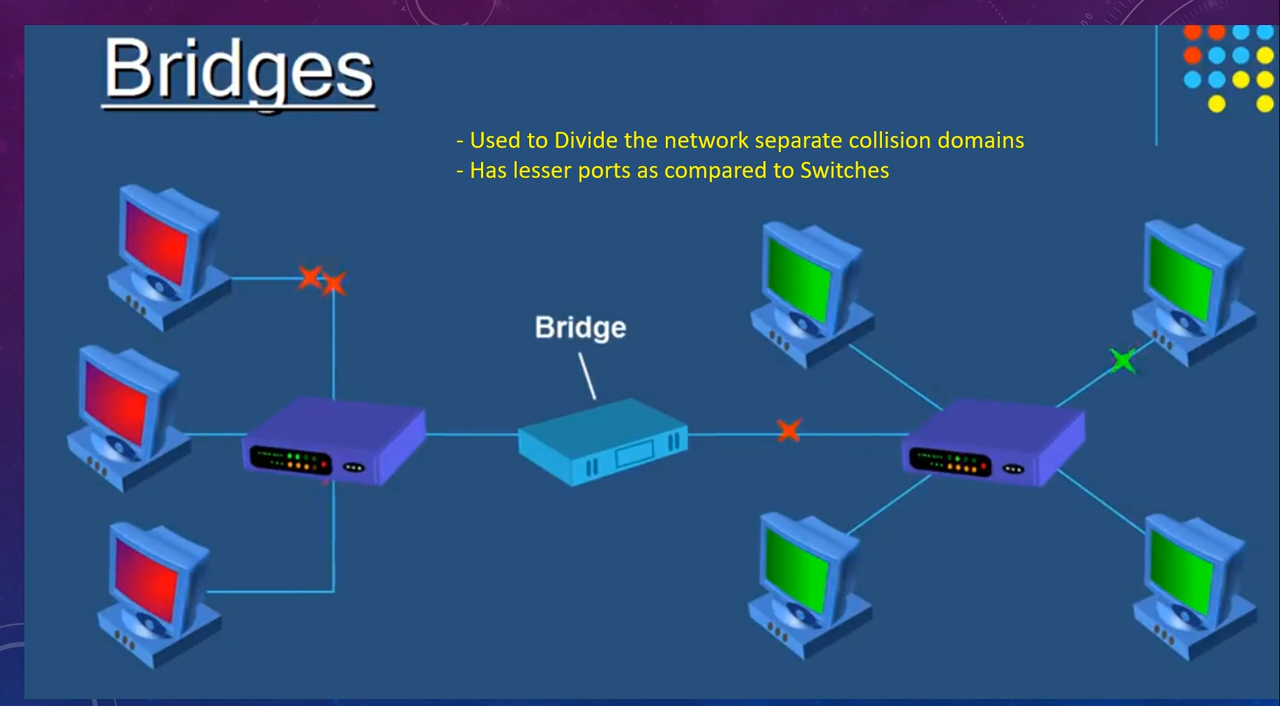 Bridges
- Used to Divide the network separate collision domains
- Has lesser ports as compared to Switches
Bridge